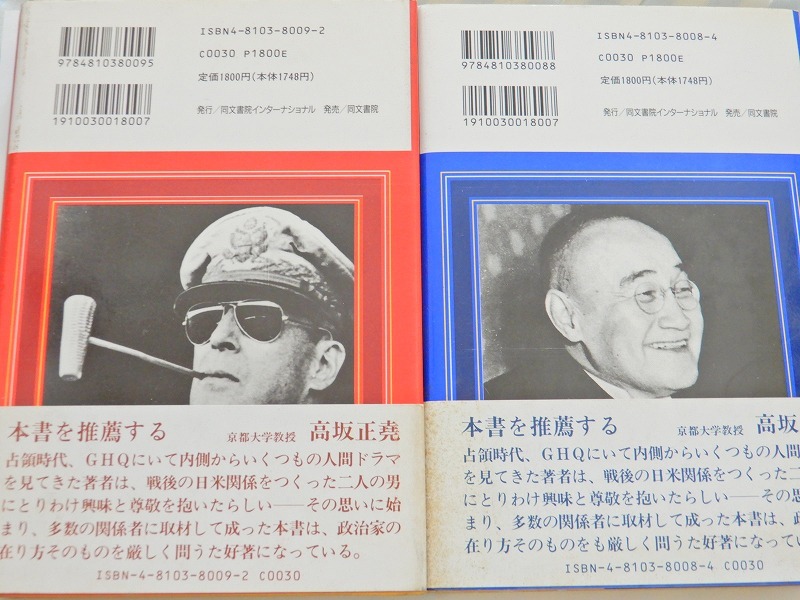 ISBN4-8103-8009-2
C0030 P1800E
9784810380095
定価1800円(本体1748円)
発行/同文書院インターナショナル 発売/同文書院
1910030018007
本書を推薦する 京都大学教授 高坂正堯
占領時代、GHQにいて内側からいくつもの人間ドラマ
を見てきた著者は、戦後の日米関係をつくった二人の男
にとりわけ興味と尊敬を抱いたらしい――その思いに始
まり、多数の関係者に取材して成った本書は、政治家の
在り方そのものを厳しく問うた好著になっている。
ISBN-4-8103-8009-2 C0030
ISBN4-8103-8008-4
C0030 P1800E
9784810380088
定価1800円(本体1748円)
発行/同文書院インターナショナル 発売/同文書院
1910030018007
本書を推薦する 京都大学教授 高坂
占領時代、GHQにいて内側からいくつもの人間ド
を見てきた著者は、戦後の日米関係をつくった二
にとりわけ興味と尊敬を抱いたらしい――その思
まり、多数の関係者に取材して成った本書は、政
在り方そのものをも厳しく問うた好著になってい
ISBN-4-8103-8008-4 C0030